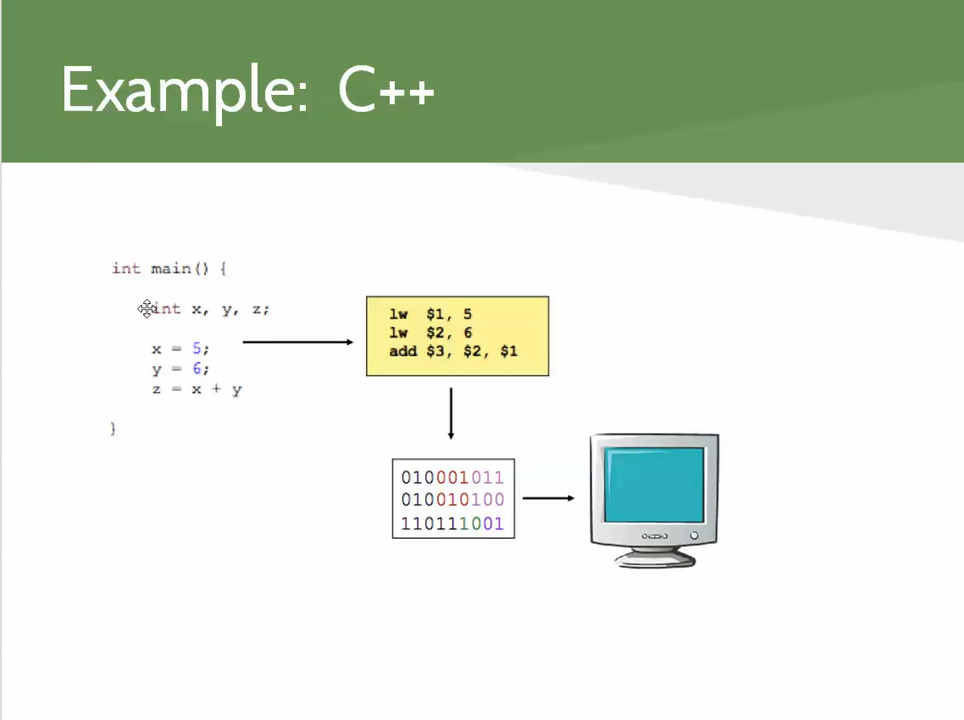 Example: C++
int main() {
int x, y, z;
x = 5;
y = 6;
z = x + y
}
lw $1, 5
lw $2, 6
add $3, $2, $1
010001011
010010100
110111001